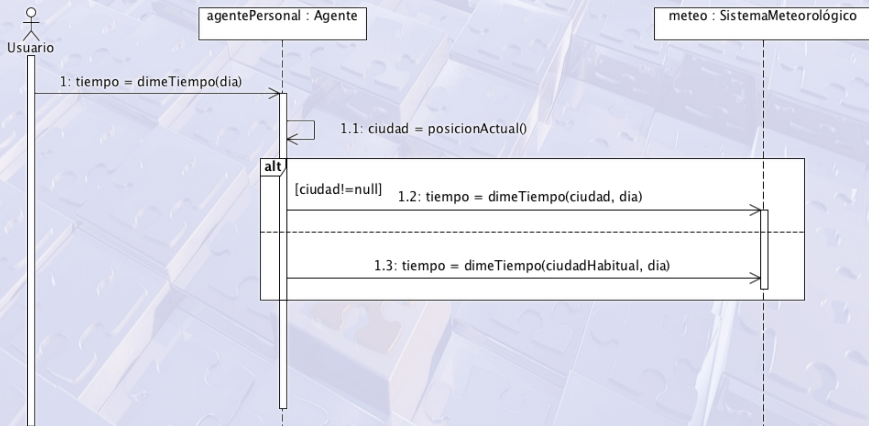 agentePersonal : Agente
meteo : SistemaMeteorológico
Usuario
1: tiempo = dimeTiempo(dia)
1.1: ciudad = posicionActual()
alt
[ciudad!=null]
1.2: tiempo = dimeTiempo(ciudad, dia)
1.3: tiempo = dimeTiempo(ciudadHabitual, dia)